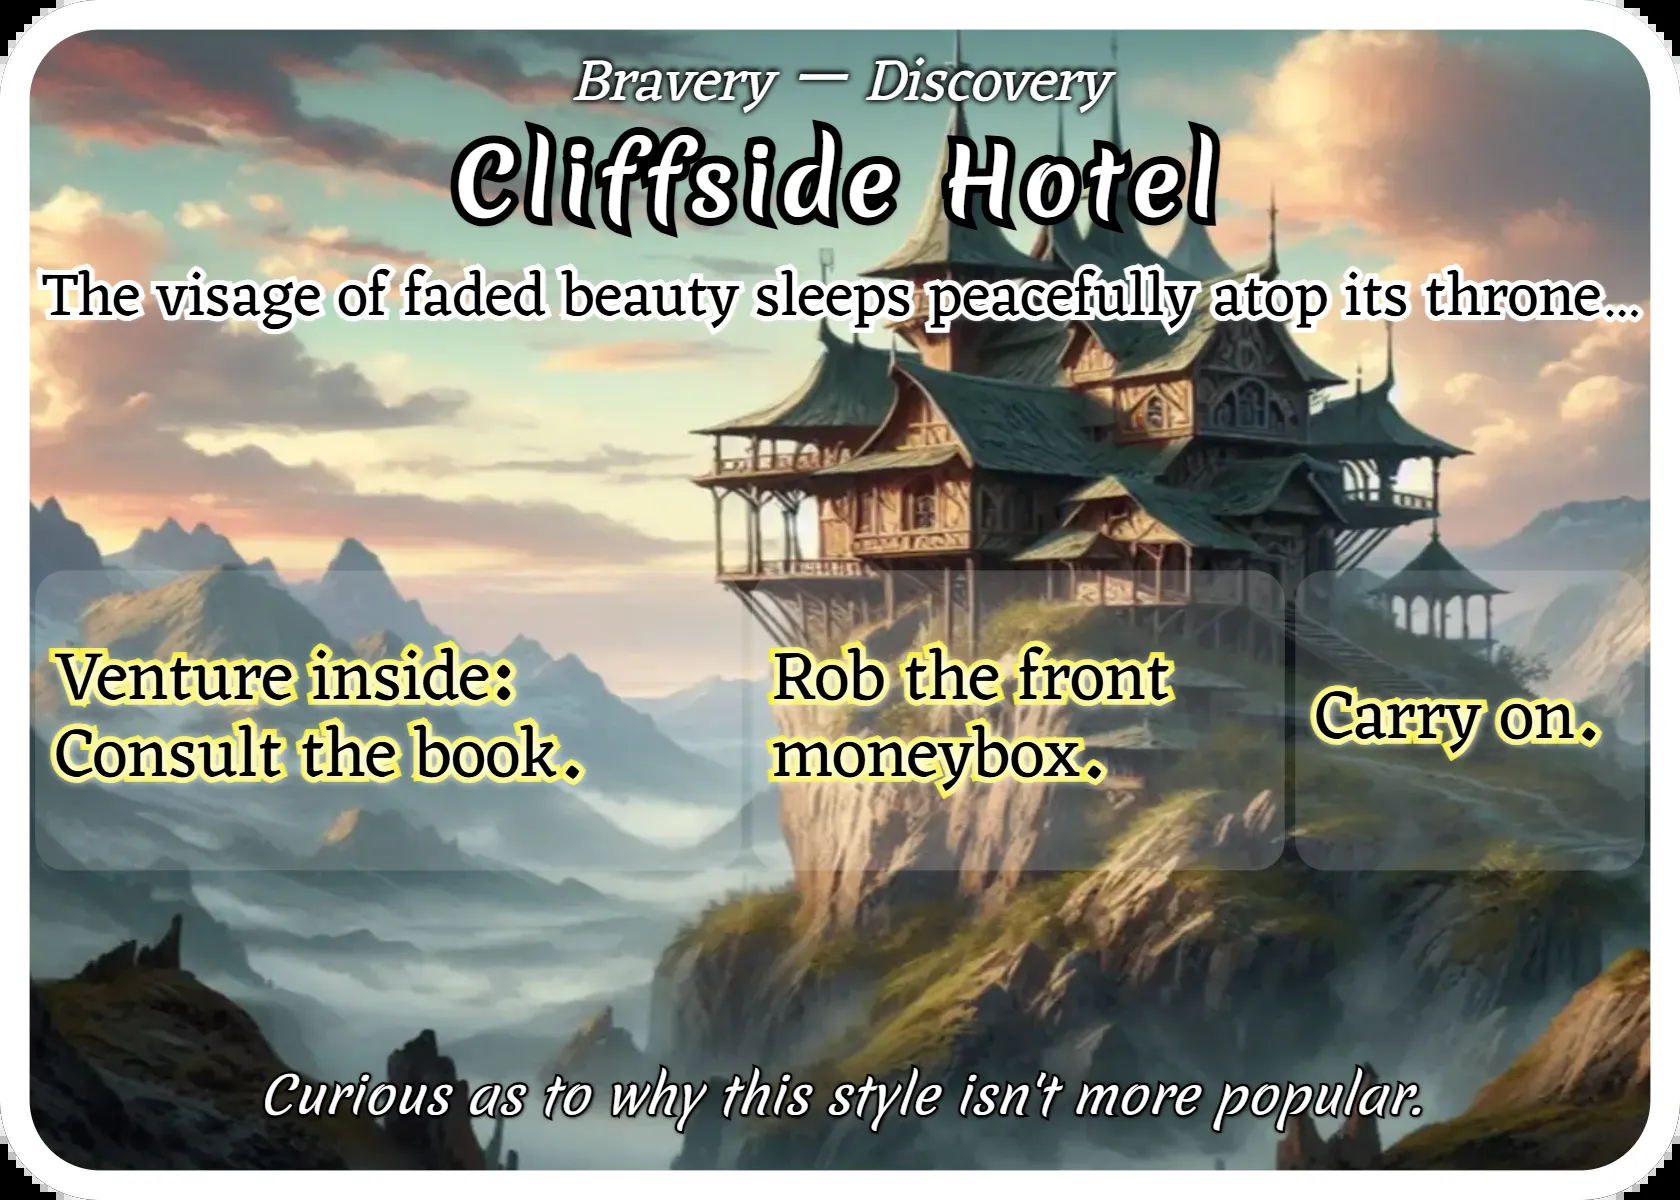 Bravery — Discovery
Cliffside Hotel
The visage of faded beauty sleeps peacefully atop its throne...
Venture inside:
Consult the book.
Rob the front
moneybox.
Carry on.
Curious as to why this style isn't more popular.